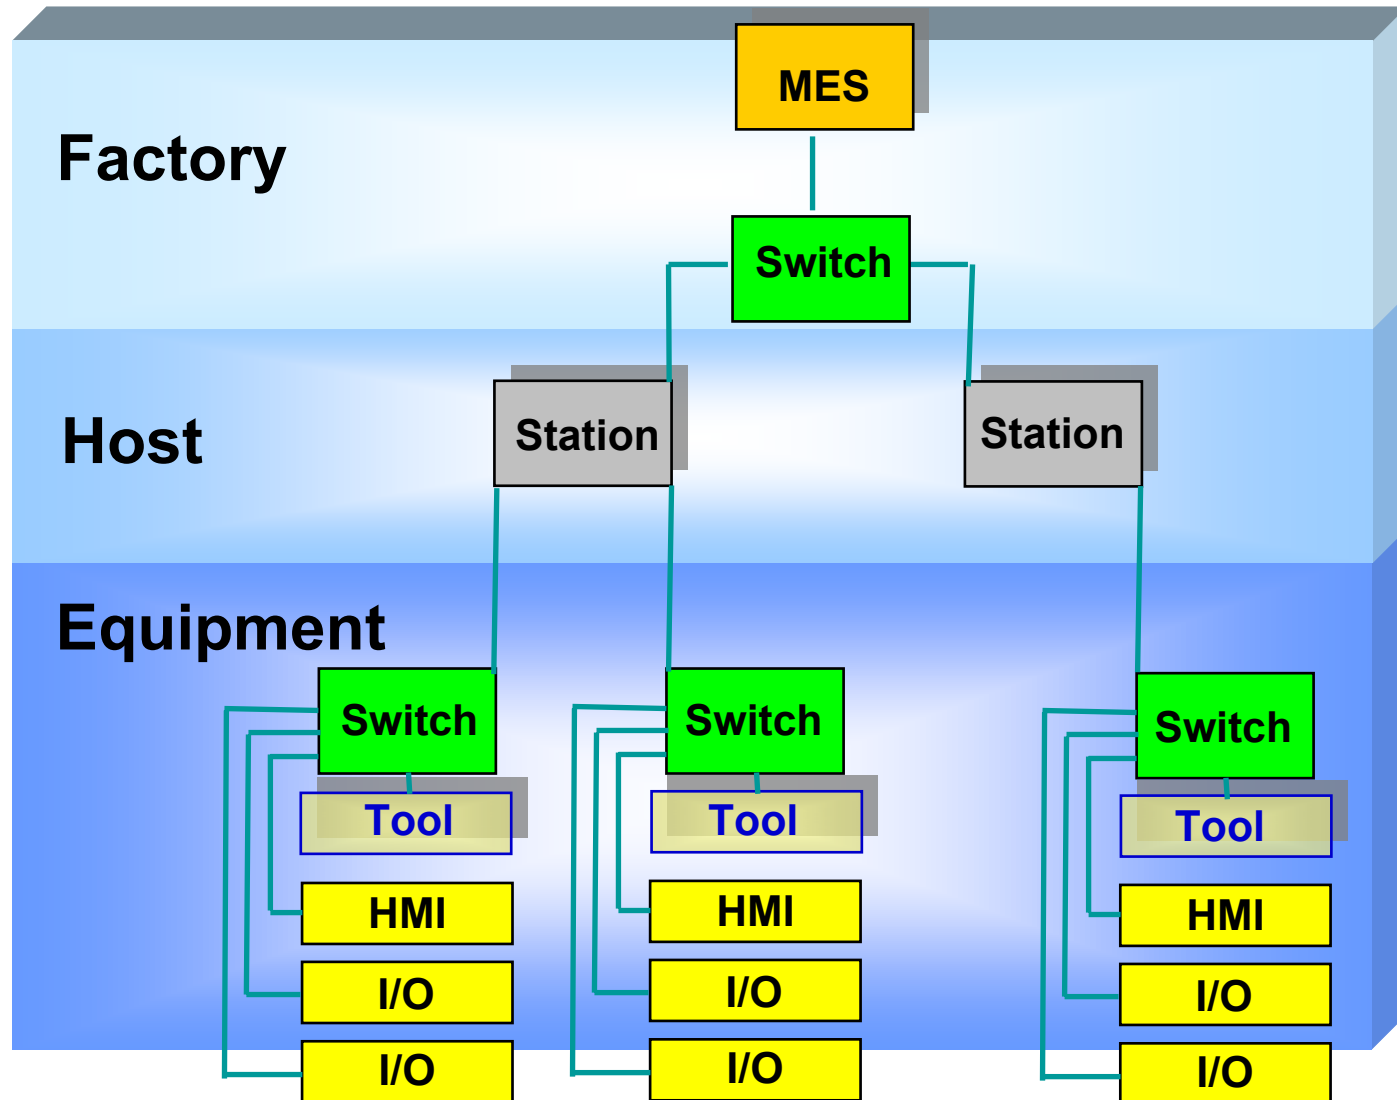 MES
Factory
Switch
Host
Station
Station
Equipment
Switch
Switch
Switch
Tool
Tool
Tool
HMI
HMI
HMI
I/O
I/O
I/O
I/O
I/O
I/O